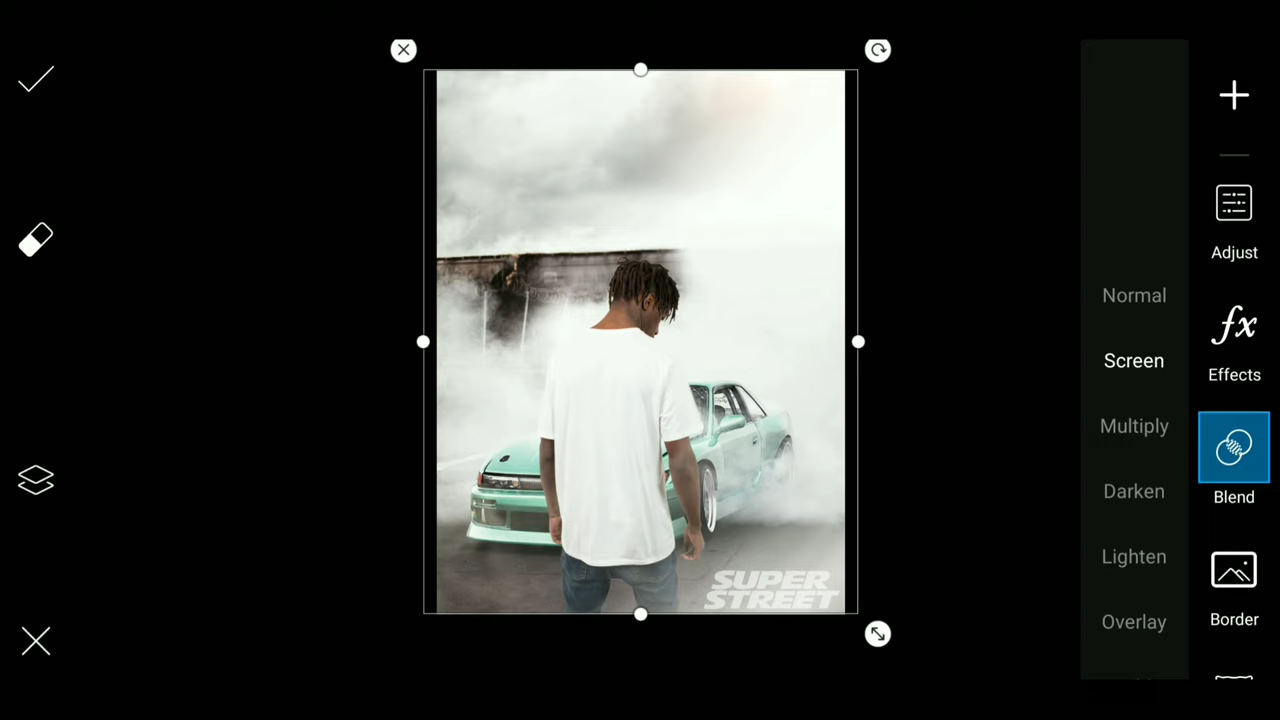 Adjust
Normal
Screen
Effects
Multiply
Darken
Blend
Lighten
Overlay
Border
SUPER
STREET